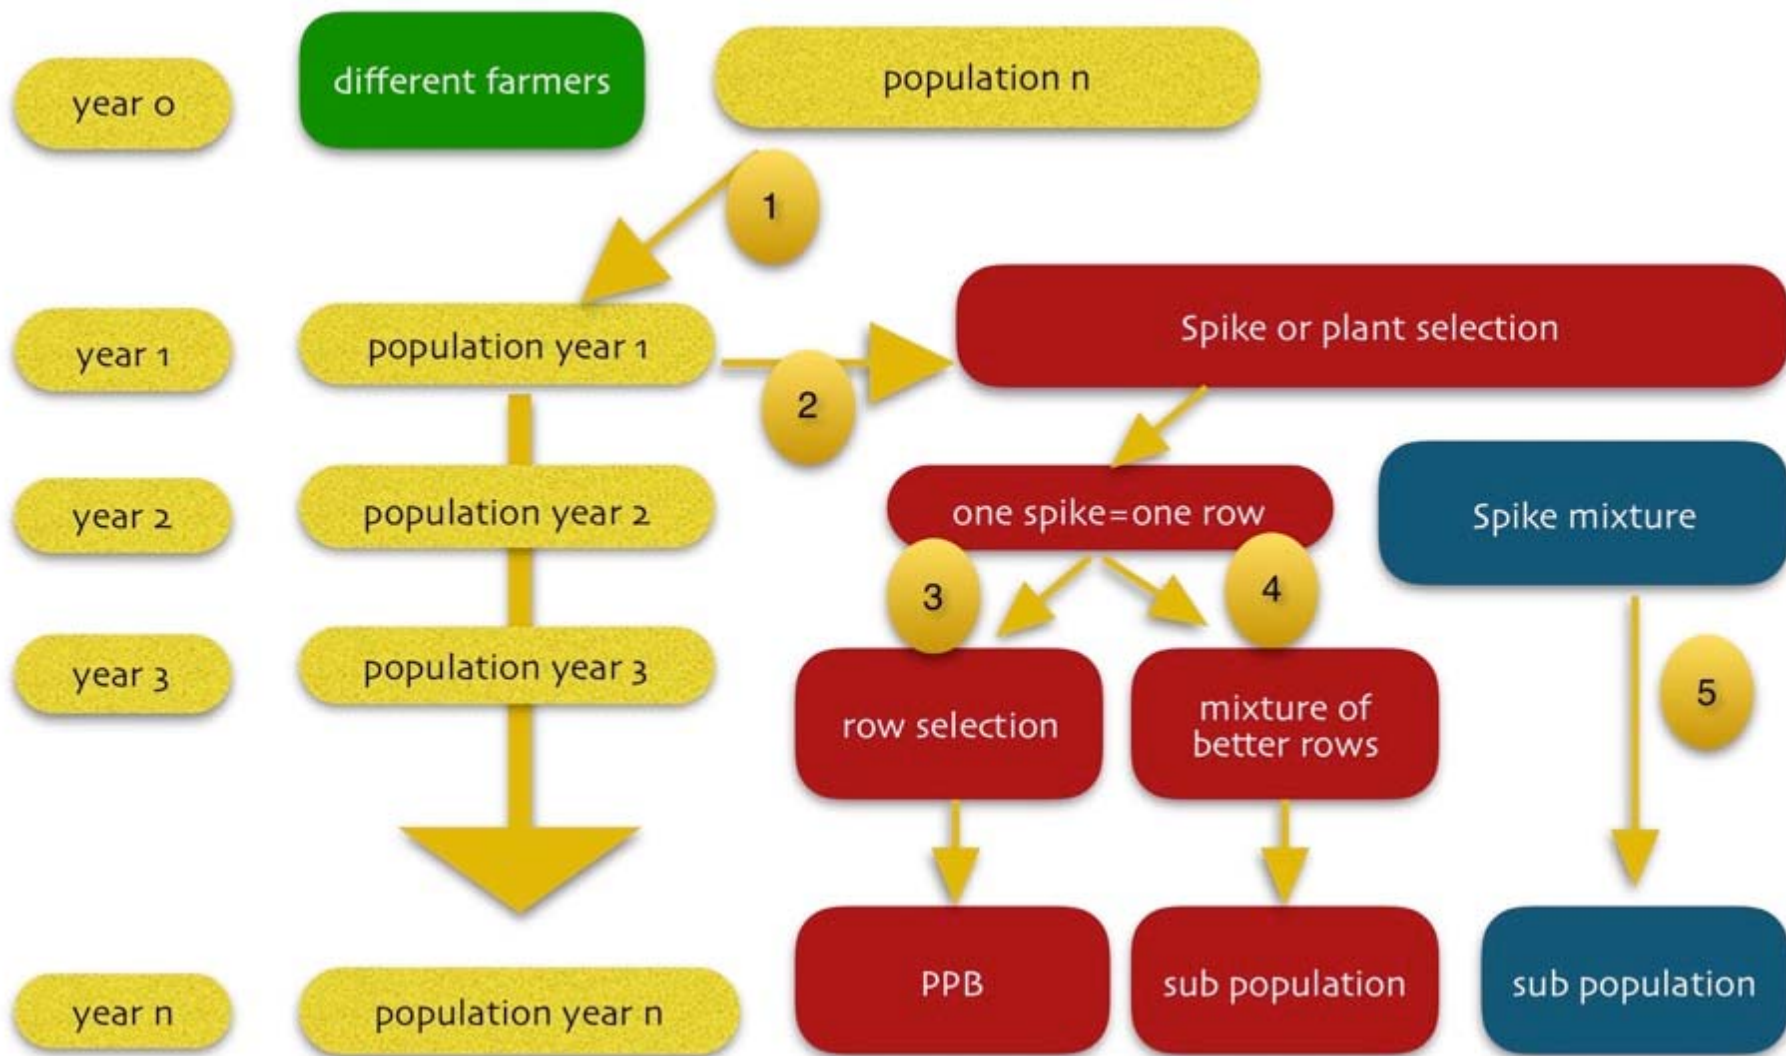 year 0
different farmers
population n
1
year 1
population year 1
2
Spike or plant selection
year 2
population year 2
one spike=one row
Spike mixture
3
4
year 3
population year 3
row selection
mixture of
better rows
5
year n
population year n
PPB
sub population
sub population